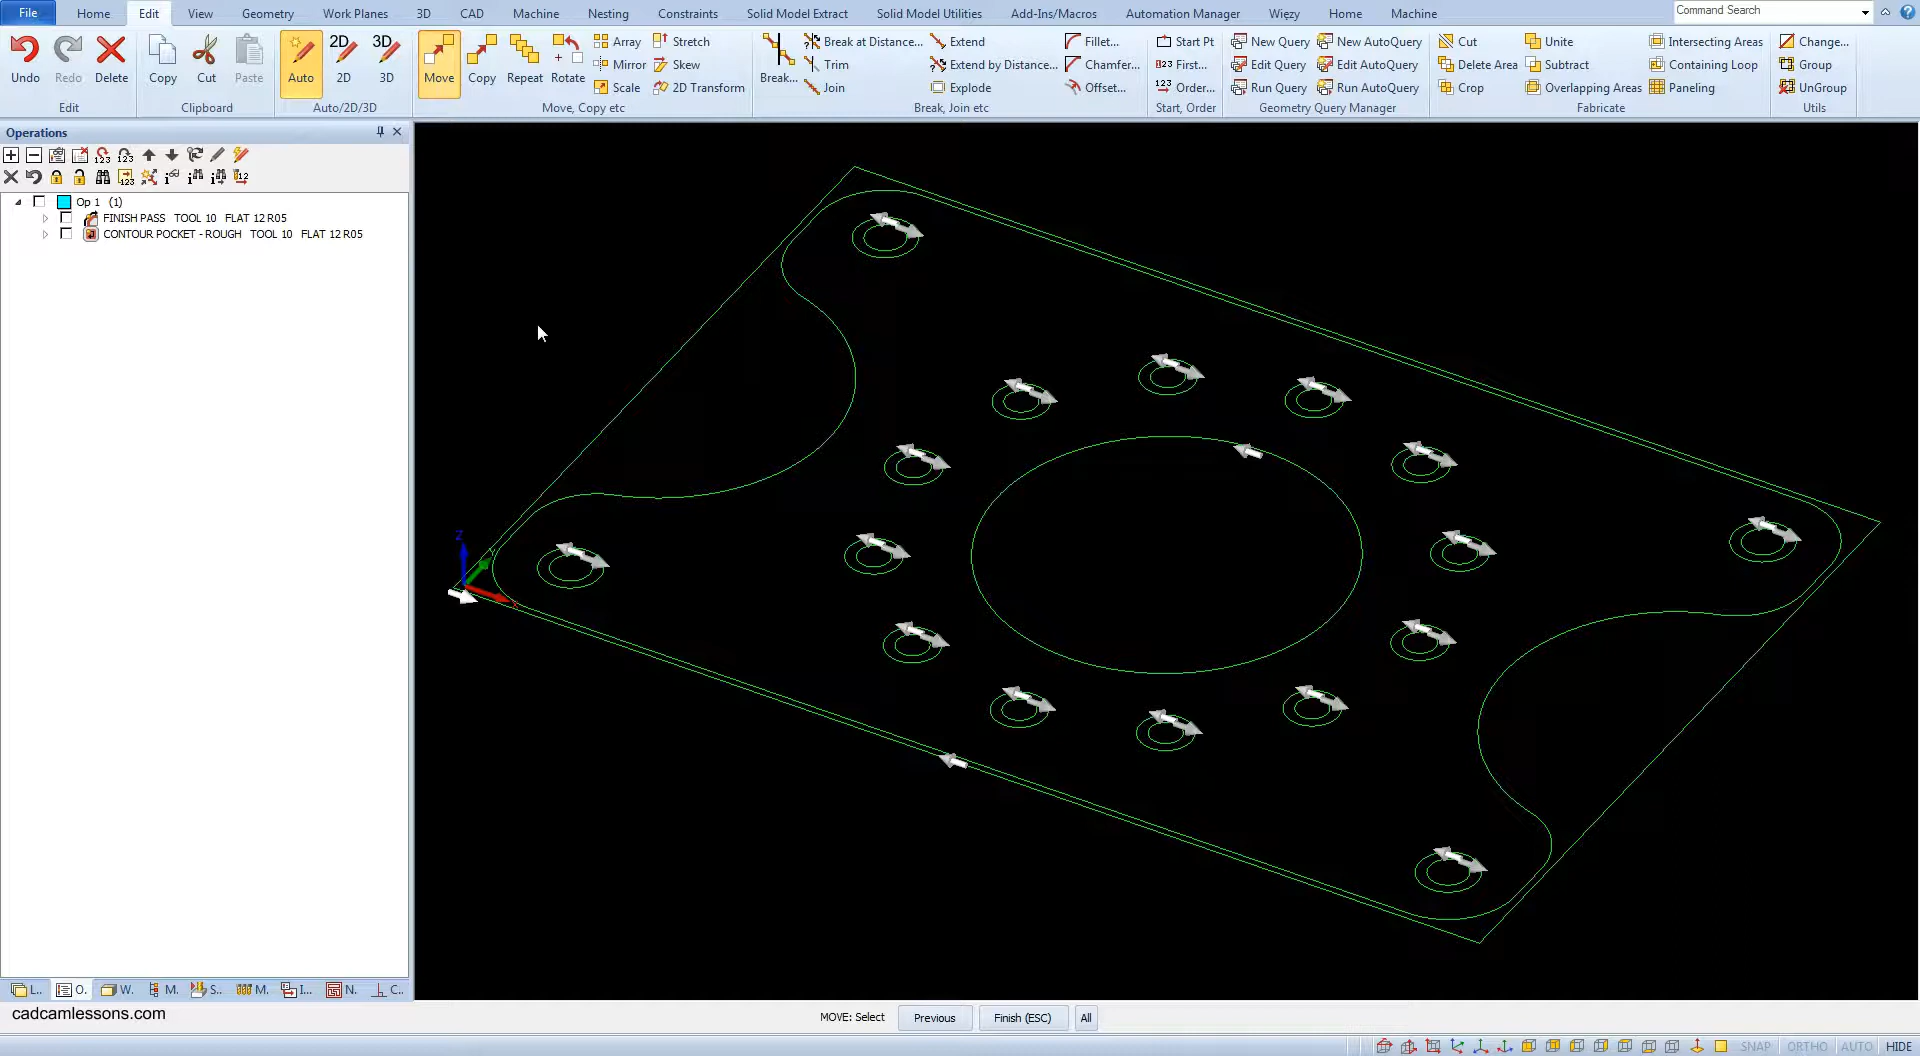 File Home Edit View Geometry Work Planes 3D CAD Machine Nesting Constraints Solid Model Extract Solid Model Utilities Add-Ins/Macros Automation Manager Więzy Home Machine Command Search
Undo Redo Delete Copy Cut Paste Auto 2D 3D Move Copy Repeat Rotate
Array Stretch Break at Distance... Extend Fillet... Start Pt New Query New AutoQuery Cut Unite Intersecting Areas Change...
Mirror Skew Break... Trim Extend by Distance... Chamfer... First... Edit Query Edit AutoQuery Delete Area Subtract Containing Loop Group
Scale 2D Transform Join Explode Offset... Order... Run Query Run AutoQuery Crop Overlapping Areas Paneling UnGroup
Edit Clipboard Auto/2D/3D Move, Copy etc Break, Join etc Start, Order Geometry Query Manager Fabricate Utils
Operations
Op 1 (1)
FINISH PASS TOOL 10 FLAT 12 R05
CONTOUR POCKET - ROUGH TOOL 10 FLAT 12 R05
Z
L.. O. W. M. S.. M. I... N. C..
cadcamlessons.com
MOVE: Select Previous Finish (ESC) All
SNAP ORTHO AUTO HIDE